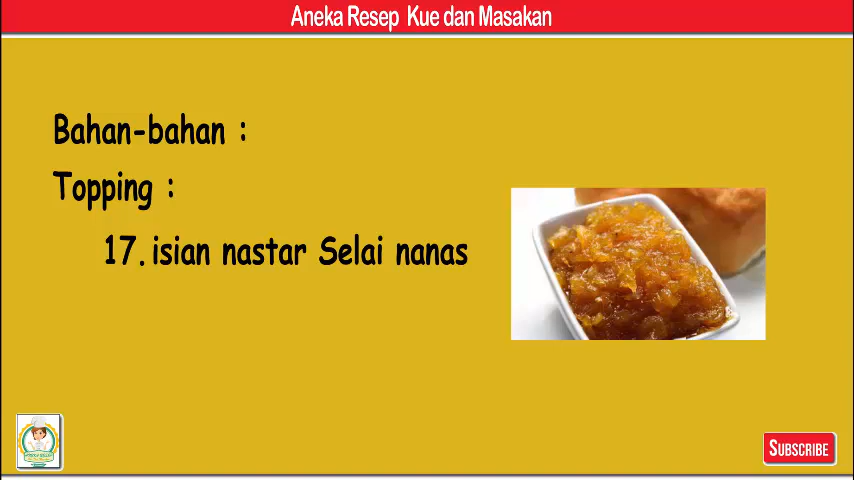 Aneka Resep Kue dan Masakan
Bahan-bahan :
Topping :
17. isian nastar Selai nanas
SUBSCRIBE